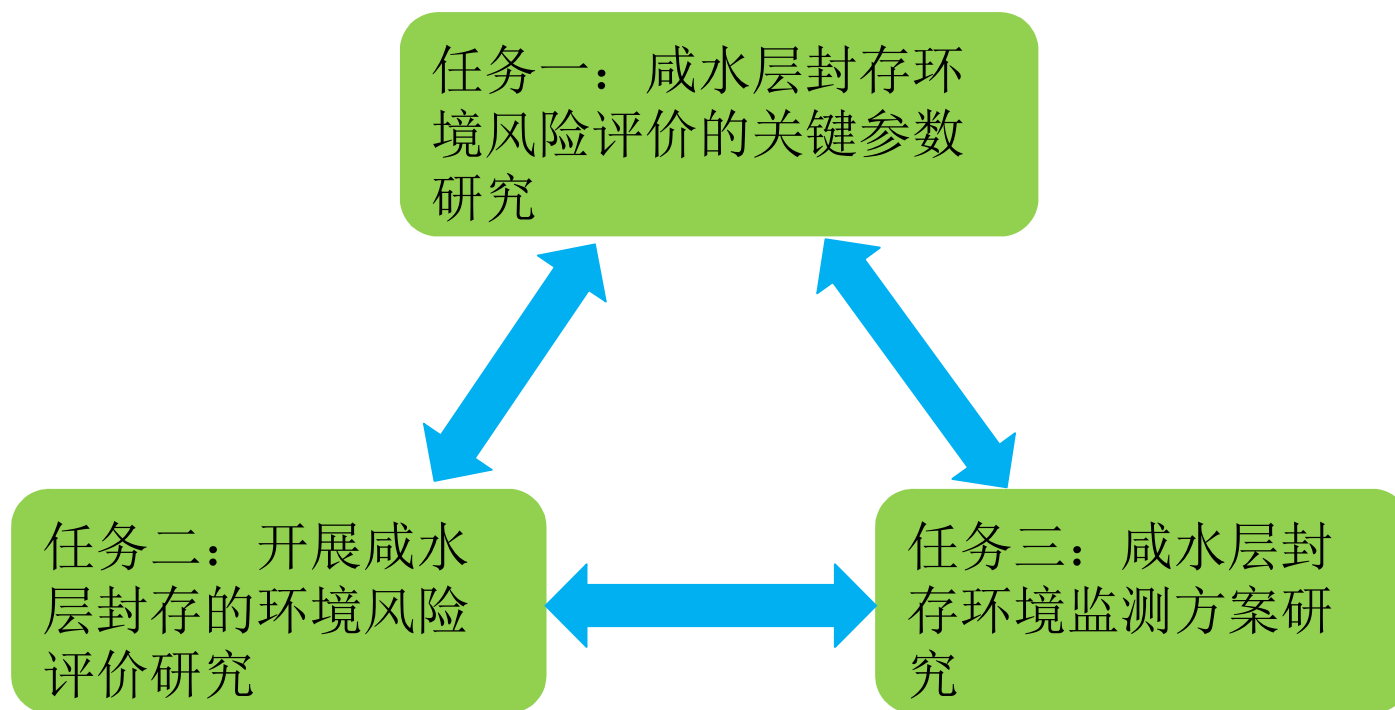 任务一：咸水层封存环
境风险评价的关键参数
研究
任务二：开展咸水
层封存的环境风险
评价研究
任务三：咸水层封
存环境监测方案研
究